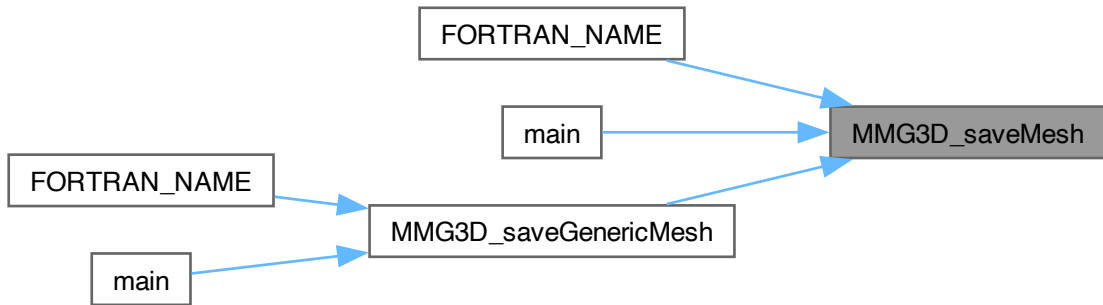 FORTRAN_NAME
main
MMG3D_saveMesh
FORTRAN_NAME
MMG3D_saveGenericMesh
main